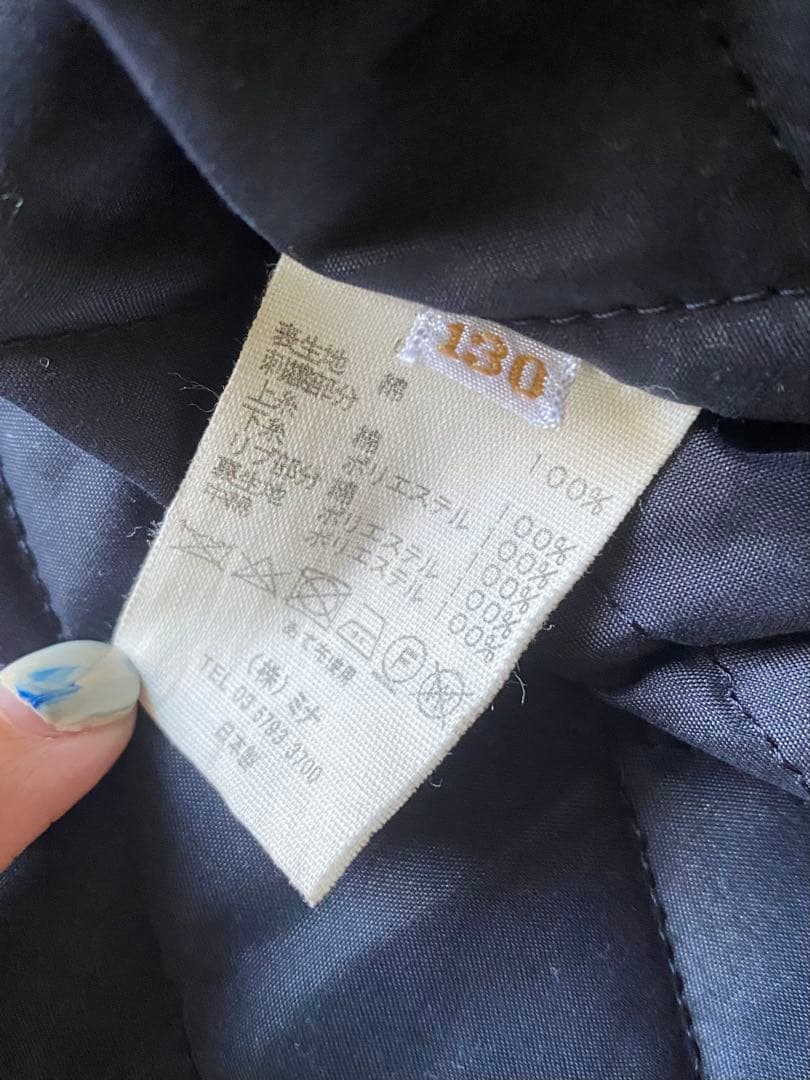 130
表生地 綿 100%
刺繍部分
上糸 綿 100%
下糸 ポリエステル 100%
リブ部分 綿 100%
裏生地 ポリエステル 100%
中綿 ポリエステル 100%
あて布使用
F
(株) ミナ
TEL 03 5783 3700
日本製